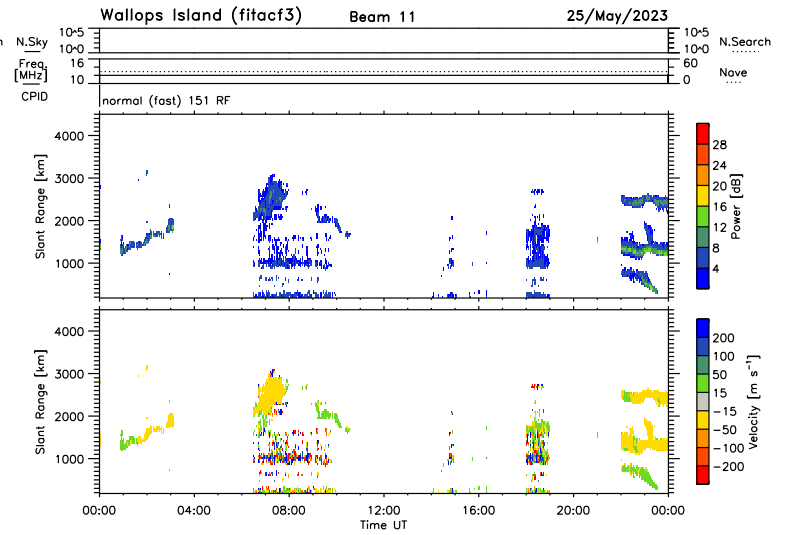 Wallops Island (fitacf3) Beam 11 25/May/2023
N.Sky 10^5 10^0 10^5 10^0 N.Search
Freq. [MHz] 16 10 60 0 Nave
CPID normal (fast) 151 RF
Slant Range [km]
4000
3000
2000
1000
28
24
20
16
12
8
4
Power [dB]
Slant Range [km]
4000
3000
2000
1000
200
100
50
15
-15
-50
-100
-200
Velocity [m s⁻¹]
00:00 04:00 08:00 12:00 16:00 20:00 00:00
Time UT